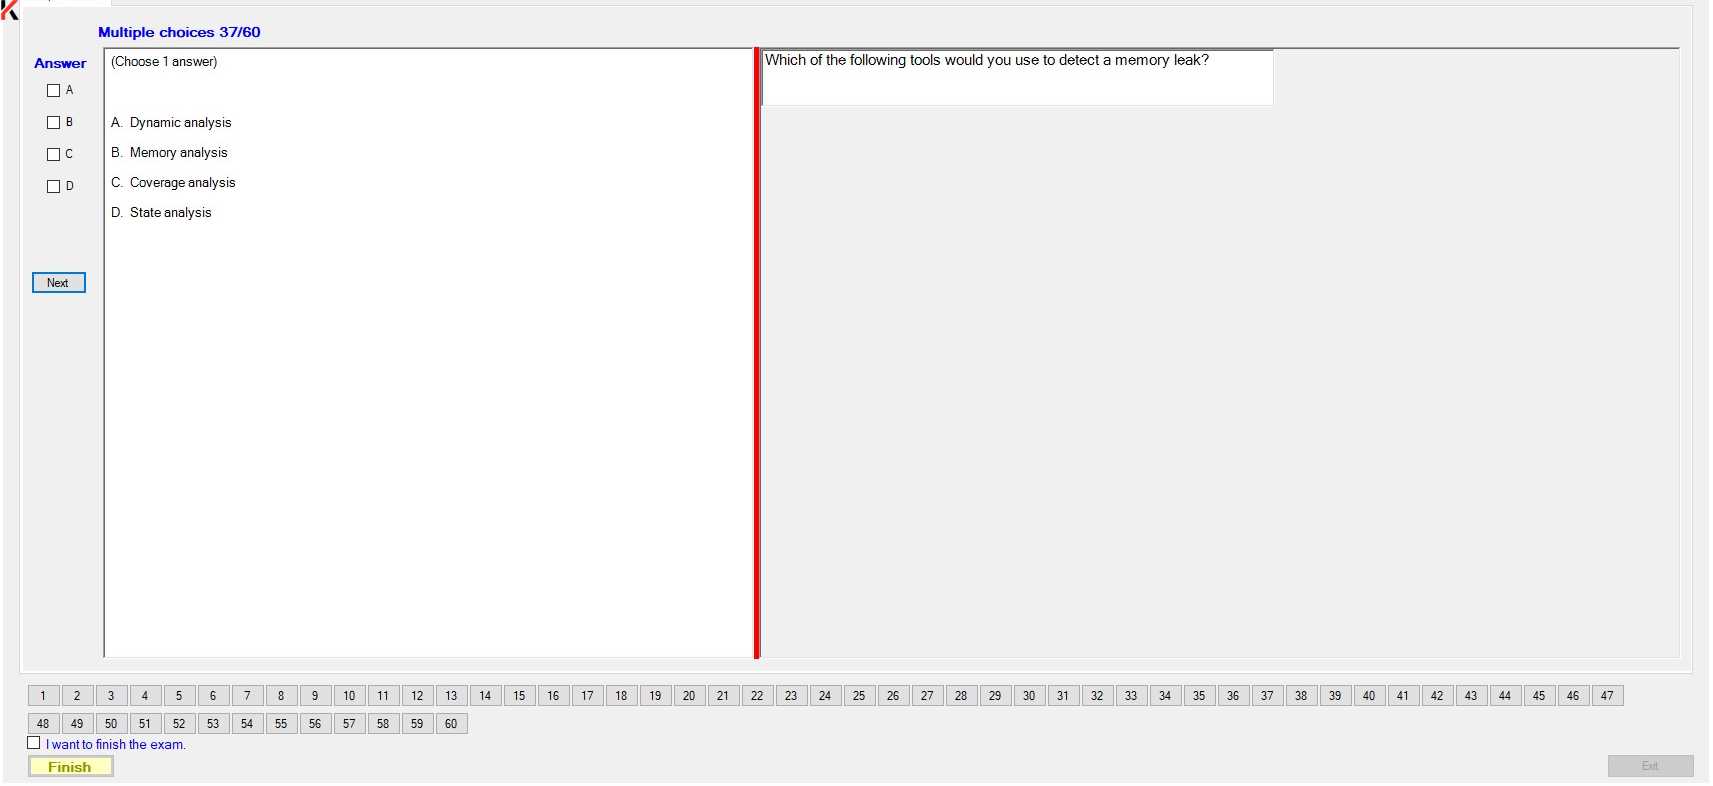 Multiple choices 37/60
Answer
A
B
C
D
Next
(Choose 1 answer)
A. Dynamic analysis
B. Memory analysis
C. Coverage analysis
D. State analysis
Which of the following tools would you use to detect a memory leak?
1 2 3 4 5 6 7 8 9 10 11 12 13 14 15 16 17 18 19 20 21 22 23 24 25 26 27 28 29 30 31 32 33 34 35 36 37 38 39 40 41 42 43 44 45 46 47
48 49 50 51 52 53 54 55 56 57 58 59 60
I want to finish the exam.
Finish
Exit